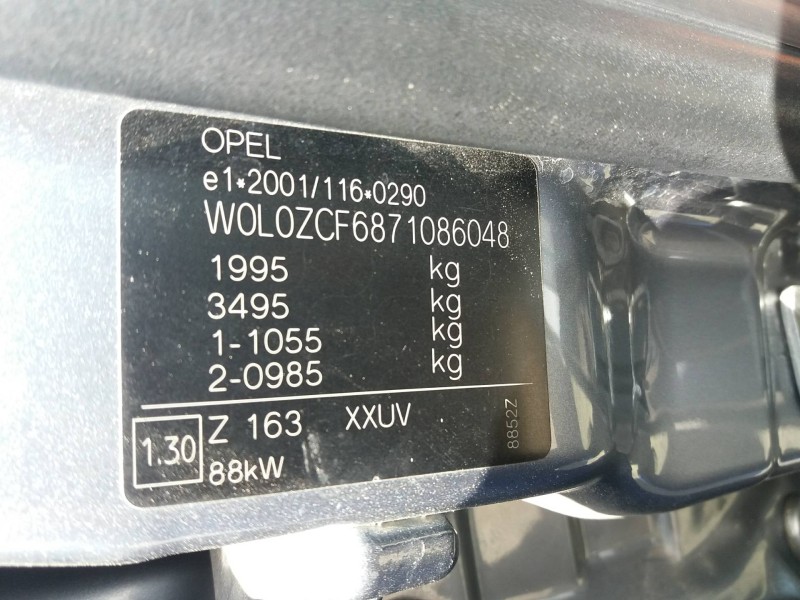 OPEL
e1*2001/116*0290
W0L0ZCF6871086048
1995 kg
3495 kg
1-1055 kg
2-0985 kg
1.30 Z 163 XXUV
88kW
8852Z